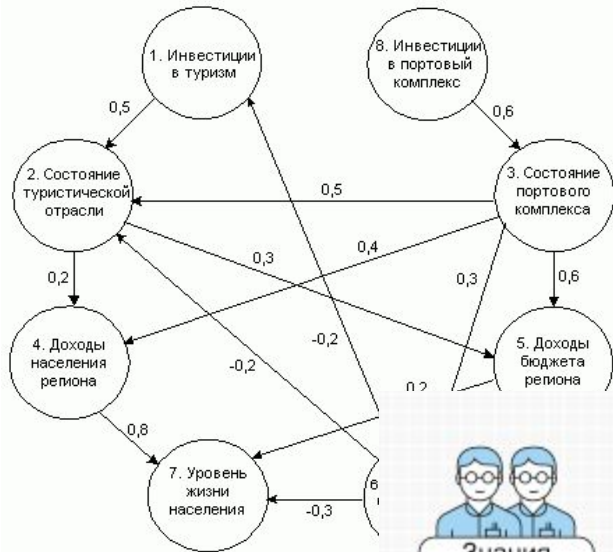 1. Инвестиции
в туризм
8. Инвестиции
в портовый
комплекс
0,5
0,6
2. Состояние
туристической
отрасли
0,5
3. Состояние
портового
комплекса
0,2
0,3
0,4
0,3
0,6
4. Доходы
населения
региона
-0,2
-0,2
5. Доходы
бюджета
региона
0,8
0,2
7. Уровень
жизни
населения
-0,3
6
Знания